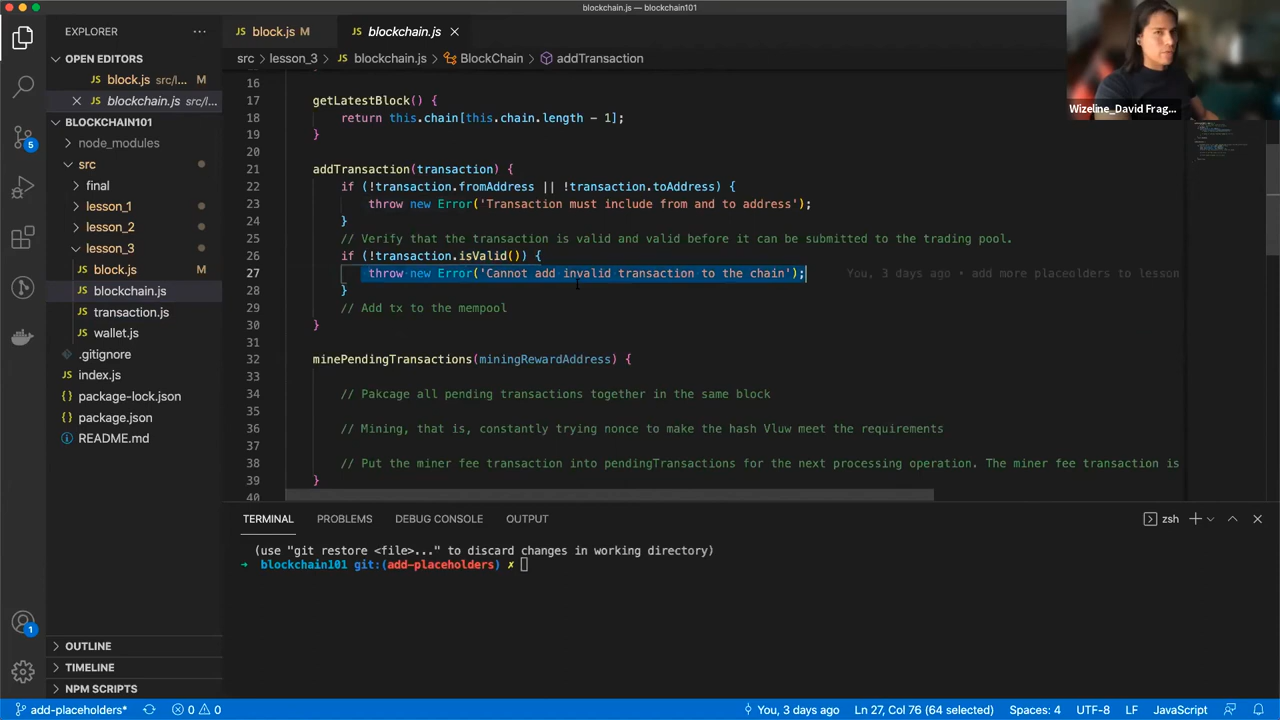 blockchain.js — blockchain101
EXPLORER
OPEN EDITORS
block.js src/l... M
blockchain.js src/l...
BLOCKCHAIN101
node_modules
src
final
lesson_1
lesson_2
lesson_3
block.js M
blockchain.js
transaction.js
wallet.js
.gitignore
index.js
package-lock.json
package.json
README.md
OUTLINE
TIMELINE
NPM SCRIPTS
5
1
block.js M
blockchain.js
src > lesson_3 > blockchain.js > BlockChain > addTransaction
16
17 getLatestBlock() {
18 return this.chain[this.chain.length - 1];
19 }
20
21 addTransaction(transaction) {
22 if (!transaction.fromAddress || !transaction.toAddress) {
23 throw new Error('Transaction must include from and to address');
24 }
25 // Verify that the transaction is valid and valid before it can be submitted to the trading pool.
26 if (!transaction.isValid()) {
27 throw new Error('Cannot add invalid transaction to the chain'); You, 3 days ago • add more placeolders to lesson
28 }
29 // Add tx to the mempool
30 }
31
32 minePendingTransactions(miningRewardAddress) {
33
34 // Pakcage all pending transactions together in the same block
35
36 // Mining, that is, constantly trying nonce to make the hash Vluw meet the requirements
37
38 // Put the miner fee transaction into pendingTransactions for the next processing operation. The miner fee transaction is
39 }
40
Wizeline_David Frag...
TERMINAL PROBLEMS DEBUG CONSOLE OUTPUT
zsh
(use "git restore <file>..." to discard changes in working directory)
➜ blockchain101 git:(add-placeholders) ✗
add-placeholders* 0 0 You, 3 days ago Ln 27, Col 76 (64 selected) Spaces: 4 UTF-8 LF JavaScript